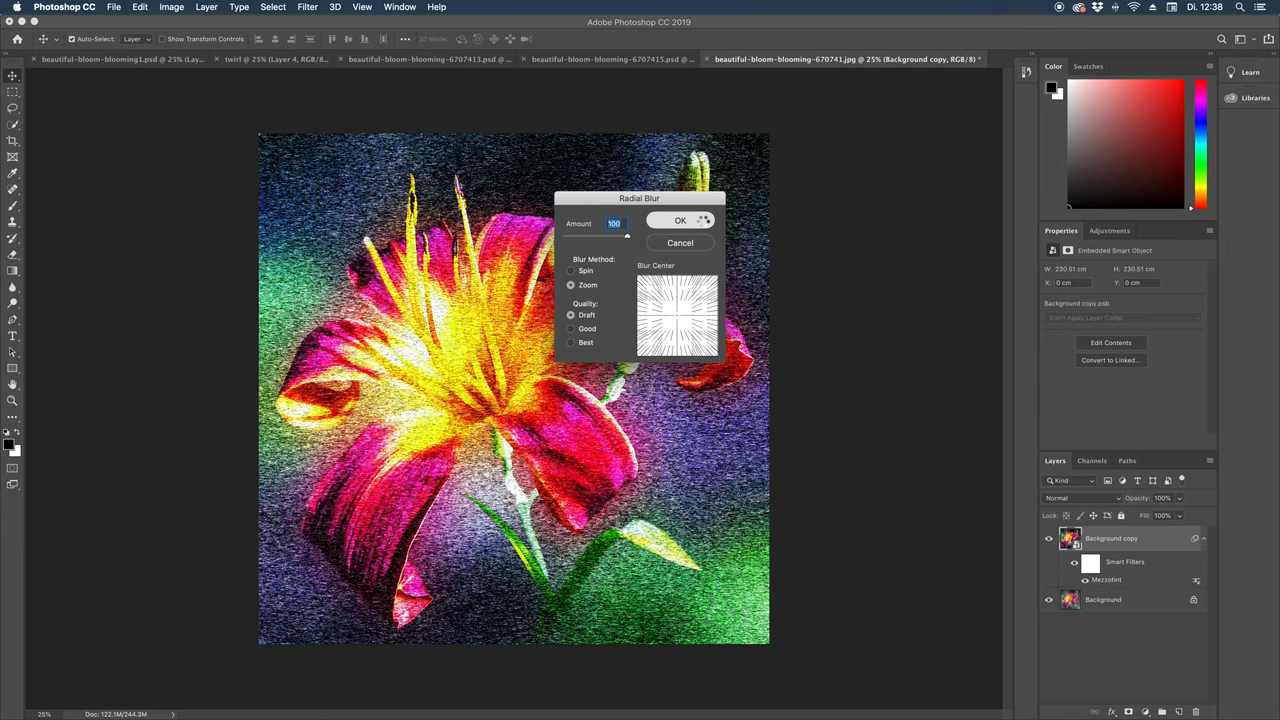 Photoshop CC File Edit Image Layer Type Select Filter 3D View Window Help Di. 12:38
Adobe Photoshop CC 2019
Auto-Select: Layer Show Transform Controls 3D Mode:
beautiful-bloom-blooming1.psd @ 25% (Lay... twirl @ 25% (Layer 4, RGB/8... beautiful-bloom-blooming-6707413.psd @ ... beautiful-bloom-blooming-6707415.psd @ ... beautiful-bloom-blooming-670741.jpg @ 25% (Background copy, RGB/8) *
Color Swatches
Learn
Libraries
Radial Blur
Amount 100 OK
Cancel
Blur Method:
Spin
Zoom
Quality:
Draft
Good
Best
Blur Center
Properties Adjustments
Embedded Smart Object
W: 230.51 cm H: 230.51 cm
X: 0 cm Y: 0 cm
Background copy.psb
Don't Apply Layer Comp
Edit Contents
Convert to Linked...
Layers Channels Paths
Kind
Normal Opacity: 100%
Lock: Fill: 100%
Background copy
Smart Filters
Mezzotint
Background
25% Doc: 122.1M/244.3M